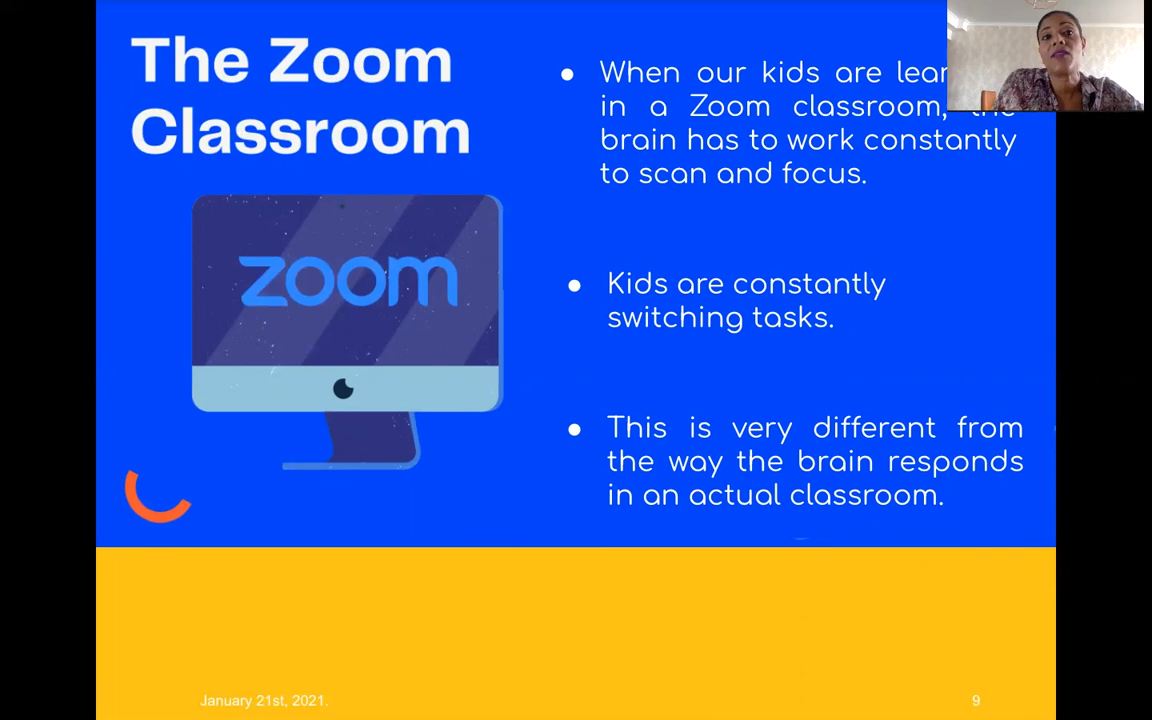 The Zoom
Classroom
● When our kids are
in a Zoom classroom,
brain has to work constantly
to scan and focus.
zoom
● Kids are constantly
switching tasks.
● This is very different from
the way the brain responds
in an actual classroom.
January 21st, 2021.
9